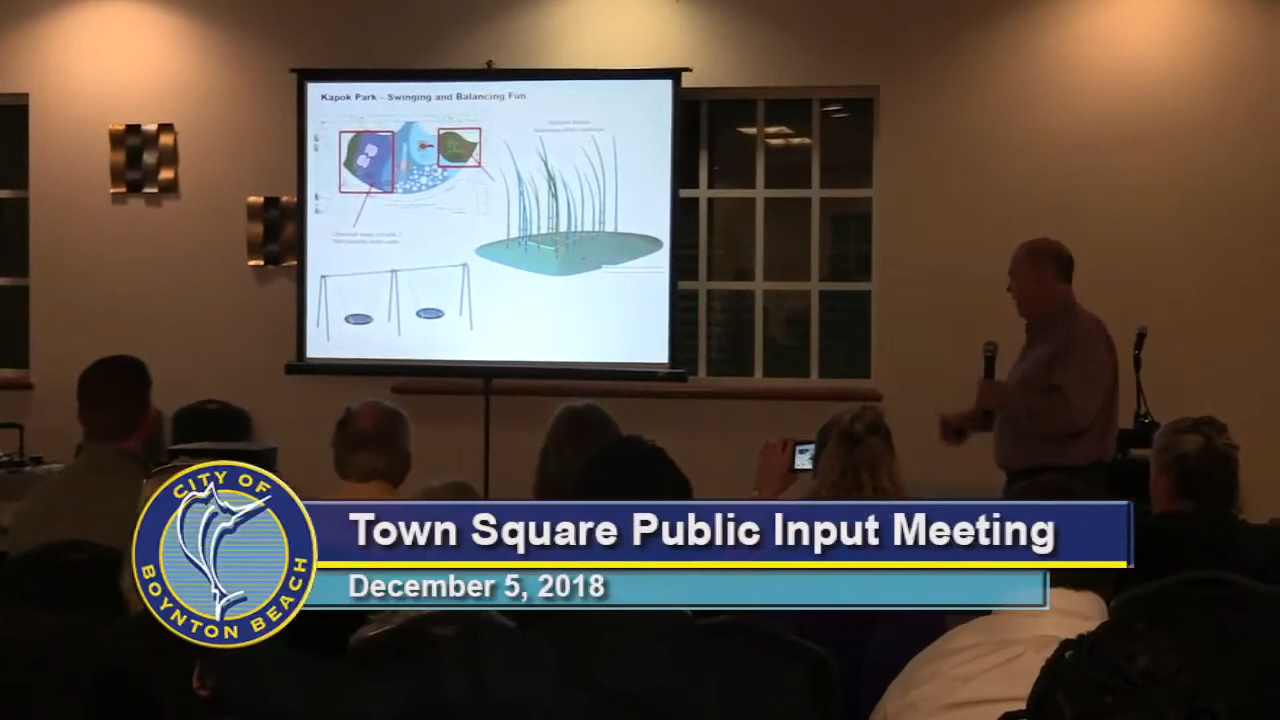 Kapok Park – Swinging and Balancing Fun
CITY OF
BOYNTON BEACH
Town Square Public Input Meeting
December 5, 2018